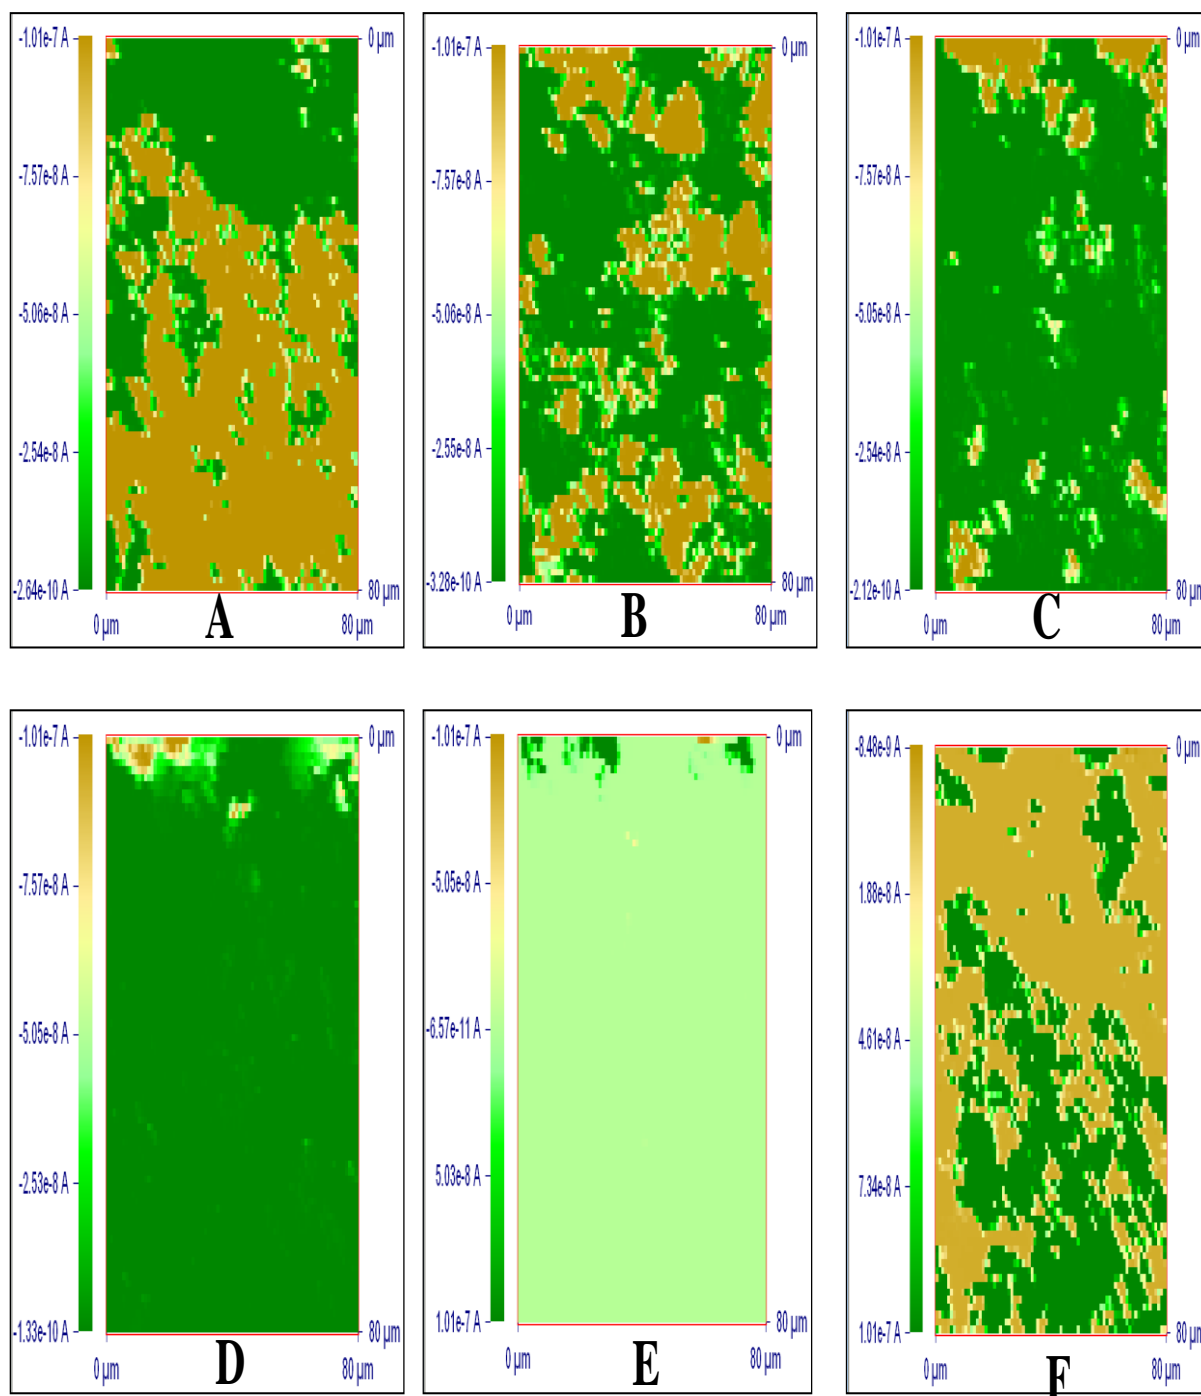 -1.01e-7 A
-7.57e-8 A
-5.06e-8 A
-2.54e-8 A
-2.64e-10 A
0 µm
80 µm
0 µm
80 µm
A
-1.01e-7 A
-7.57e-8 A
-5.06e-8 A
-2.55e-8 A
-3.28e-10 A
0 µm
80 µm
0 µm
80 µm
B
-1.01e-7 A
-7.57e-8 A
-5.05e-8 A
-2.54e-8 A
-2.12e-10 A
0 µm
80 µm
0 µm
80 µm
C
-1.01e-7 A
-7.57e-8 A
-5.05e-8 A
-2.53e-8 A
-1.33e-10 A
0 µm
80 µm
0 µm
80 µm
D
-1.01e-7 A
-5.05e-8 A
-6.57e-11 A
5.03e-8 A
1.01e-7 A
0 µm
80 µm
0 µm
80 µm
E
-8.48e-9 A
1.88e-8 A
4.61e-8 A
7.34e-8 A
1.01e-7 A
0 µm
80 µm
0 µm
80 µm
F